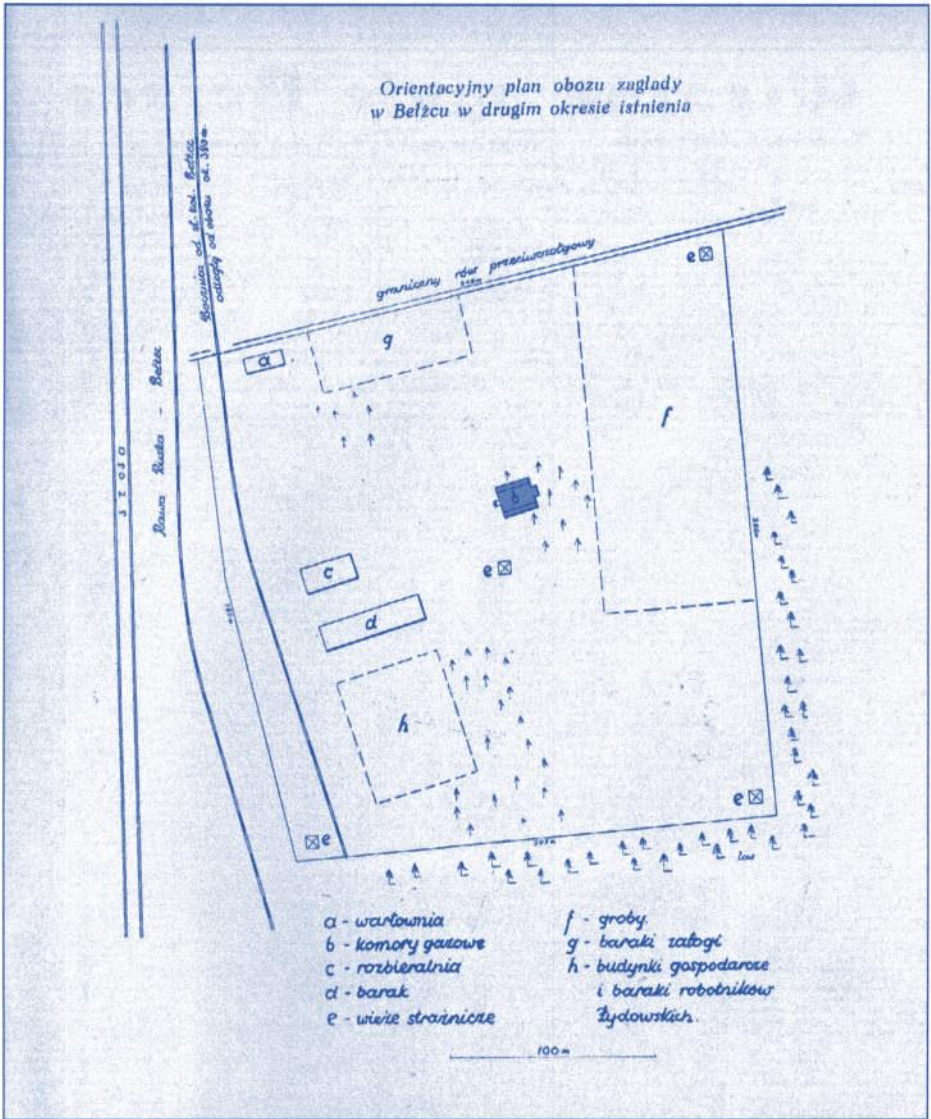 Orientacyjny plan obozu zagłady
w Bełżcu w drugim okresie istnienia
Bocznica od st. kol. Bełżec
odległej od obozu ok.
graniczny rów przeciwczołgowy
Rawa Ruska - Bełżec
szosa
a
g
e
f
b
e
c
d
h
e
e
las
a - wartownia
b - komory gazowe
c - rozbieralnia
d - barak
e - wieże strażnicze
f - groby.
g - baraki załogi
h - budynki gospodarcze
i baraki robotników
Żydowskich.
100 m